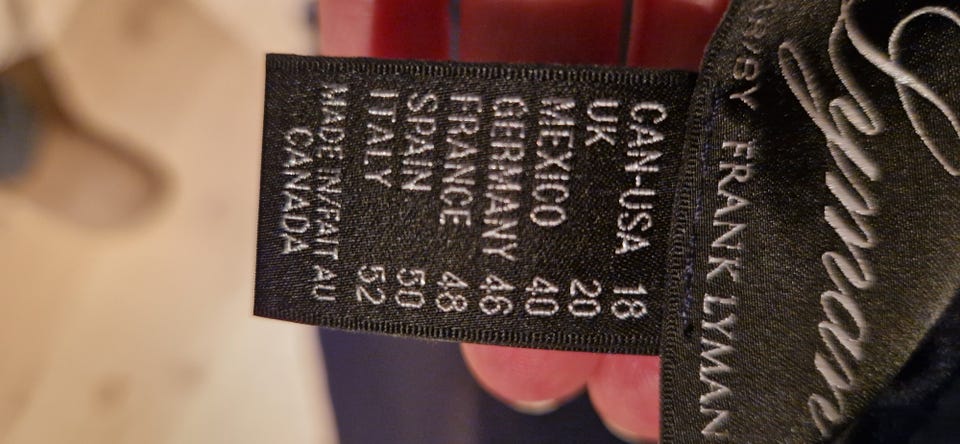 Lyman
BY FRANK LYMAN
CAN-USA 18
UK 20
MEXICO 40
GERMANY 46
FRANCE 48
SPAIN 50
ITALY 52
MADE IN/FAIT AU
CANADA